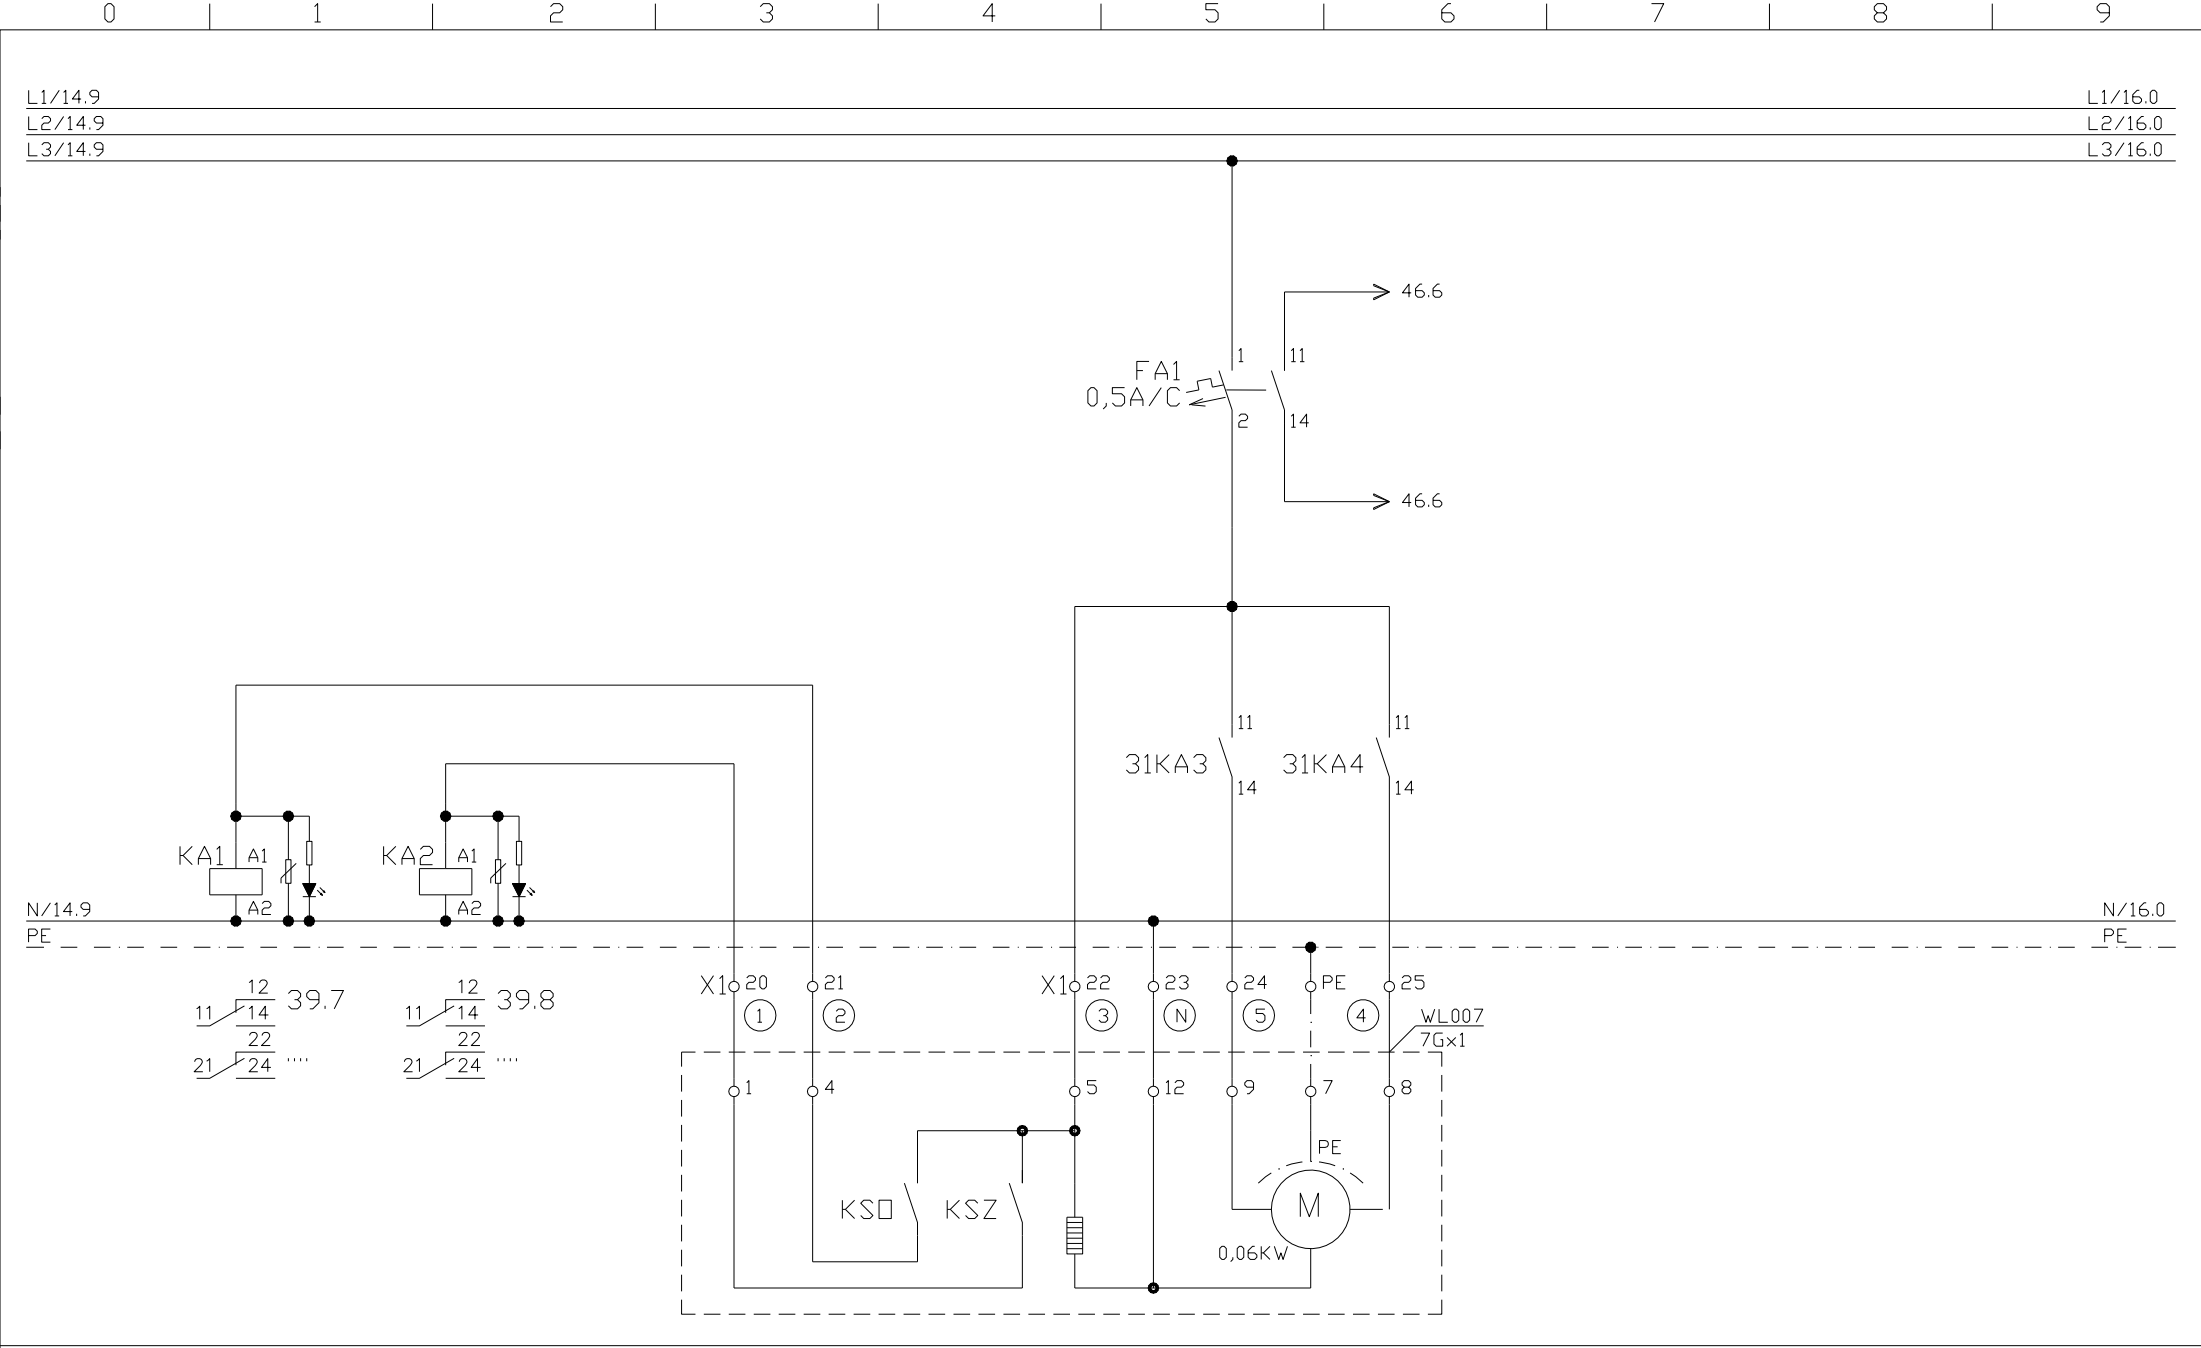 0 1 2 3 4 5 6 7 8 9
L1/14.9 L1/16.0
L2/14.9 L2/16.0
L3/14.9 L3/16.0
46.6
1 11
FA1
0,5A/C
2 14
46.6
11 11
31KA3 31KA4
14 14
KA1 A1 KA2 A1
A2 A2
N/14.9 N/16.0
PE PE
12 39.7 12 39.8
11 14 11 14
22 22
21 24 '''' 21 24 ''''
X1 20 21 X1 22 23 24 PE 25
1 2 3 N 5 4
WL007
7Gx1
1 4 5 12 9 7 8
PE
KSO KSZ M
0,06KW